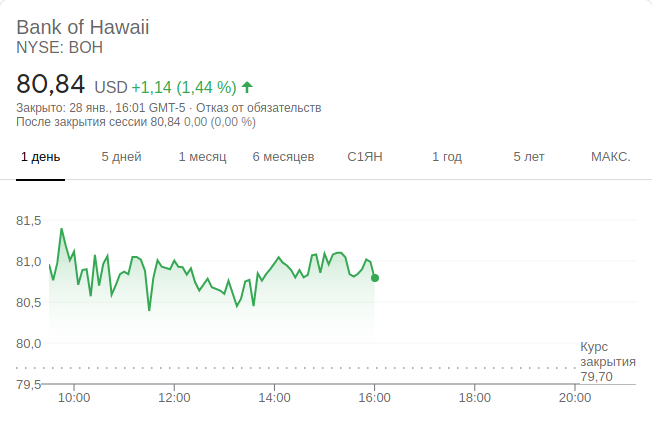 Bank of Hawaii
NYSE: BOH
80,84 USD +1,14 (1,44 %)
Закрыто: 28 янв., 16:01 GMT-5 · Отказ от обязательств
После закрытия сессии 80,84 0,00 (0,00 %)
1 день 5 дней 1 месяц 6 месяцев С1ЯН 1 год 5 лет МАКС.
81,5
81,0
80,5
80,0
Курс
закрытия
79,70
79,5
10:00 12:00 14:00 16:00 18:00 20:00